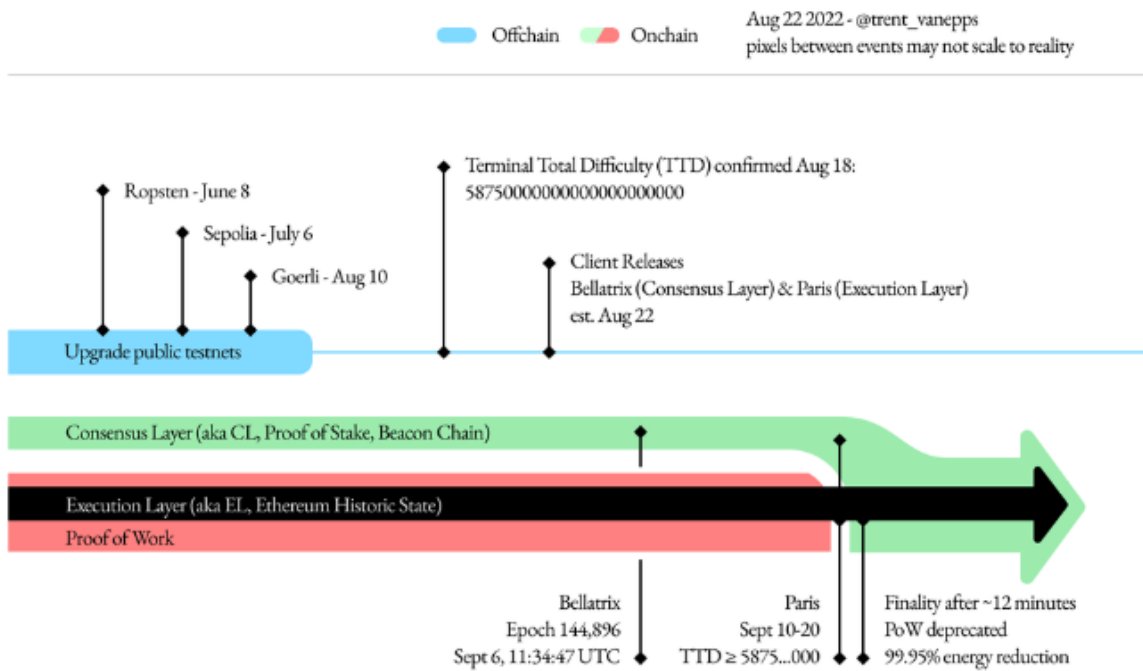 Offchain
Onchain
Aug 22 2022 - @trent_vanepps
pixels between events may not scale to reality
Terminal Total Difficulty (TTD) confirmed Aug 18:
58750000000000000000000
Ropsten - June 8
Sepolia - July 6
Goerli - Aug 10
Client Releases
Bellatrix (Consensus Layer) & Paris (Execution Layer)
est. Aug 22
Upgrade public testnets
Consensus Layer (aka CL, Proof of Stake, Beacon Chain)
Execution Layer (aka EL, Ethereum Historic State)
Proof of Work
Bellatrix
Epoch 144,896
Sept 6, 11:34:47 UTC
Paris
Sept 10-20
TTD ≥ 5875...000
Finality after ~12 minutes
PoW deprecated
99.95% energy reduction